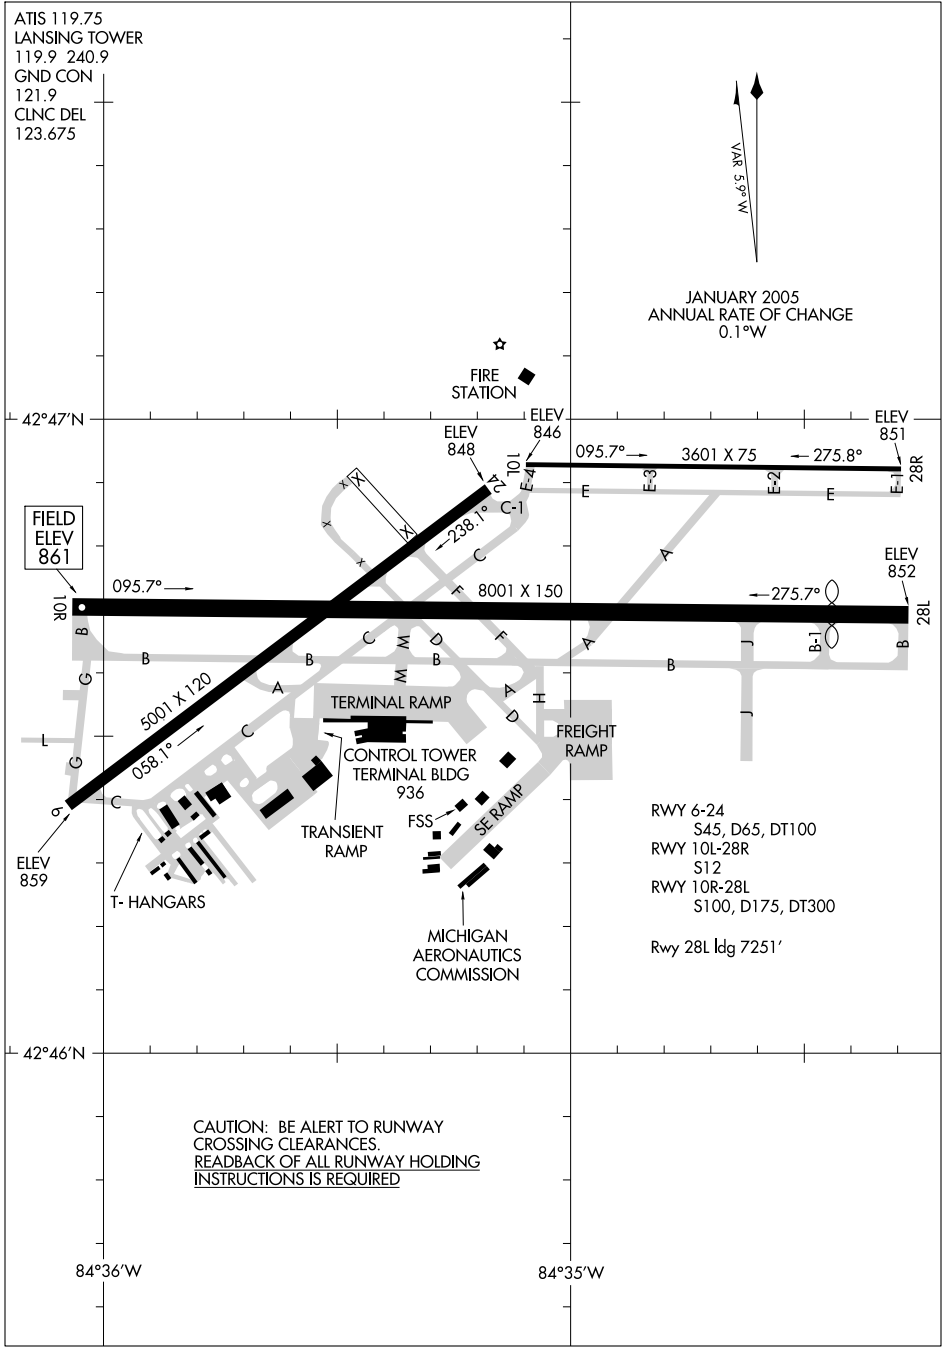 ATIS 119.75
LANSING TOWER
119.9 240.9
GND CON
121.9
CLNC DEL
123.675
VAR 5.9° W
JANUARY 2005
ANNUAL RATE OF CHANGE
0.1°W
FIRE
STATION
42°47'N
ELEV
848
ELEV
846
ELEV
851
10L
24
E-4
095.7°
E-3
3601 X 75
E-2
275.8°
E-1
28R
E
E
X
X
X
X
X
C-1
238.1°
FIELD
ELEV
861
C
A
F
ELEV
852
10R
095.7°
8001 X 150
275.7°
28L
B
B
B
C
W
D
B
F
A
B
J
B-1
B
G
A
W
A
D
H
J
5001 X 120
TERMINAL RAMP
FREIGHT
RAMP
L
G
058.1°
C
CONTROL TOWER
TERMINAL BLDG
936
C
6
TRANSIENT
RAMP
FSS
SE RAMP
ELEV
859
T- HANGARS
MICHIGAN
AERONAUTICS
COMMISSION
RWY 6-24
S45, D65, DT100
RWY 10L-28R
S12
RWY 10R-28L
S100, D175, DT300
Rwy 28L ldg 7251'
42°46'N
CAUTION: BE ALERT TO RUNWAY
CROSSING CLEARANCES.
READBACK OF ALL RUNWAY HOLDING
INSTRUCTIONS IS REQUIRED
84°36'W
84°35'W